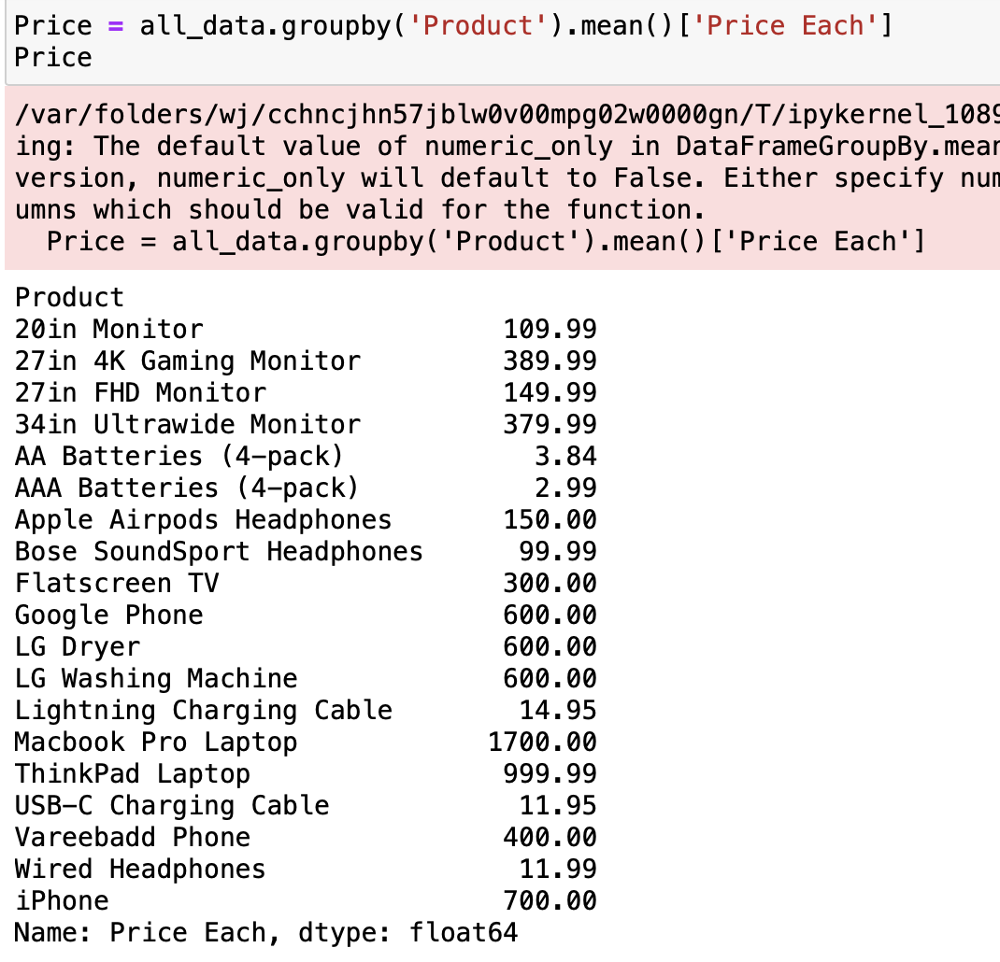 Price = all_data.groupby('Product').mean()['Price Each']
Price
/var/folders/wj/cchncjhn57jblw0v00mpg02w0000gn/T/ipykernel_1089
ing: The default value of numeric_only in DataFrameGroupBy.mean
version, numeric_only will default to False. Either specify num
umns which should be valid for the function.
  Price = all_data.groupby('Product').mean()['Price Each']
Product
20in Monitor                  109.99
27in 4K Gaming Monitor        389.99
27in FHD Monitor              149.99
34in Ultrawide Monitor        379.99
AA Batteries (4-pack)           3.84
AAA Batteries (4-pack)          2.99
Apple Airpods Headphones      150.00
Bose SoundSport Headphones     99.99
Flatscreen TV                 300.00
Google Phone                  600.00
LG Dryer                      600.00
LG Washing Machine            600.00
Lightning Charging Cable       14.95
Macbook Pro Laptop           1700.00
ThinkPad Laptop               999.99
USB-C Charging Cable           11.95
Vareebadd Phone               400.00
Wired Headphones               11.99
iPhone                        700.00
Name: Price Each, dtype: float64